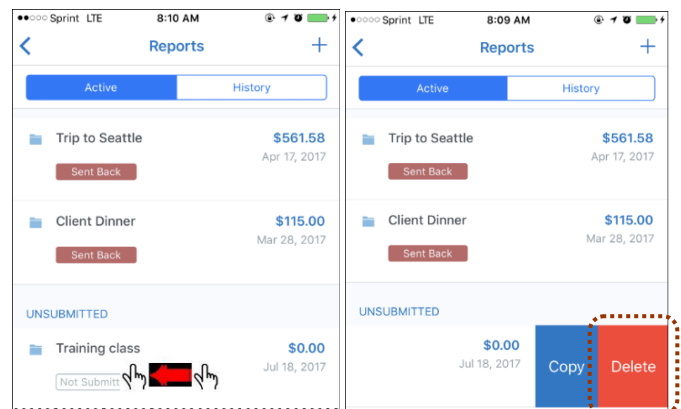 Sprint LTE 8:10 AM
Reports
Active History
Trip to Seattle $561.58
Apr 17, 2017
Sent Back
Client Dinner $115.00
Mar 28, 2017
Sent Back
UNSUBMITTED
Training class $0.00
Jul 18, 2017
Not Submitt
Sprint LTE 8:09 AM
Reports
Active History
Trip to Seattle $561.58
Apr 17, 2017
Sent Back
Client Dinner $115.00
Mar 28, 2017
Sent Back
UNSUBMITTED
$0.00
Jul 18, 2017
Copy Delete